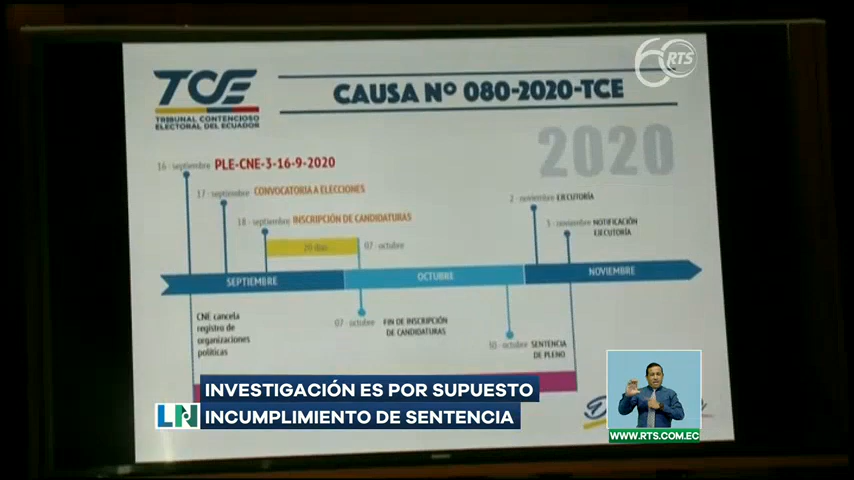 60 RTS
TCE
TRIBUNAL CONTENCIOSO
ELECTORAL DEL ECUADOR
CAUSA Nº 080-2020-TCE
2020
16 - septiembre PLE-CNE-3-16-9-2020
17 - septiembre CONVOCATORIA A ELECCIONES
18 - septiembre INSCRIPCIÓN DE CANDIDATURAS
20 días
07 - octubre
2 - noviembre EJECUTORÍA
3 - noviembre NOTIFICACIÓN
EJECUTORÍA
SEPTIEMBRE
OCTUBRE
NOVIEMBRE
CNE cancela
registro de
organizaciones
políticas
07 - octubre FIN DE INSCRIPCIÓN
DE CANDIDATURAS
30 - octubre SENTENCIA
DE PLENO
INVESTIGACIÓN ES POR SUPUESTO
LN INCUMPLIMIENTO DE SENTENCIA
WWW.RTS.COM.EC